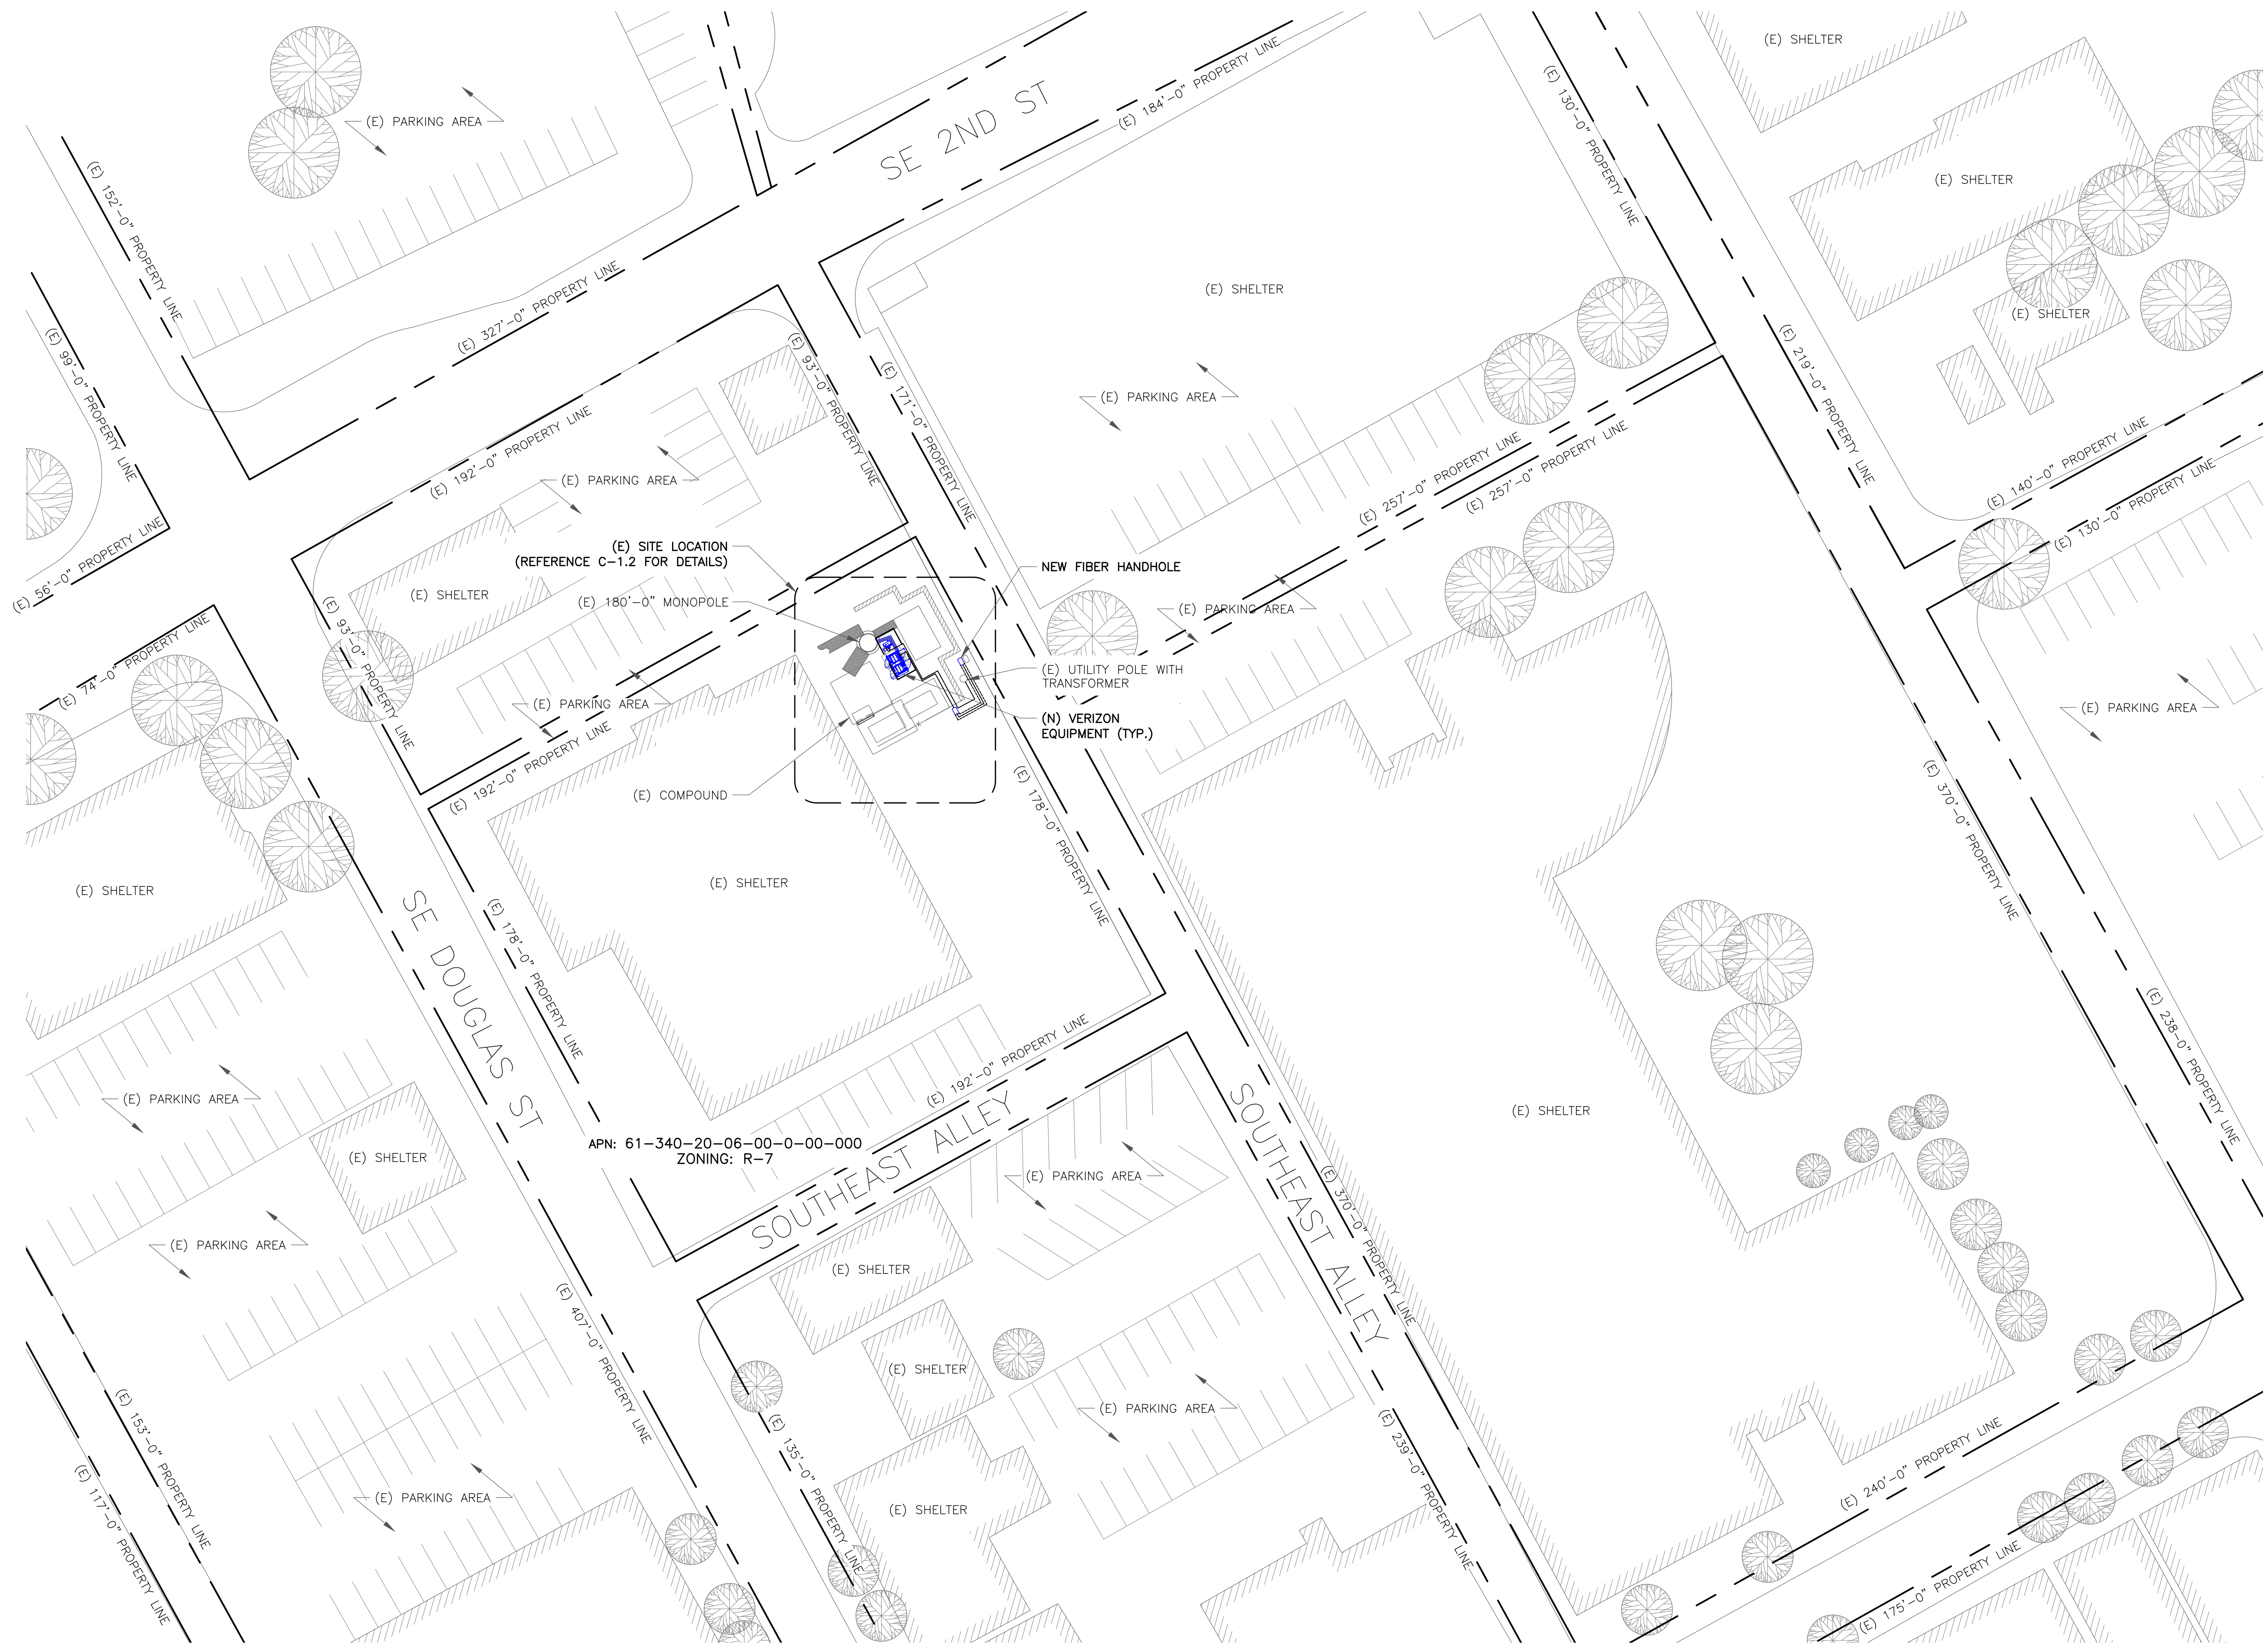 (E) SHELTER
(E) PARKING AREA
SE 2ND ST
(E) 184'-0" PROPERTY LINE
(E) 130'-0" PROPERTY LINE
(E) 152'-0" PROPERTY LINE
(E) SHELTER
(E) 327'-0" PROPERTY LINE
(E) SHELTER
(E) SHELTER
(E) 99'-0" PROPERTY LINE
(E) 93'-0" PROPERTY LINE
(E) 171'-0" PROPERTY LINE
(E) PARKING AREA
(E) 219'-0" PROPERTY LINE
(E) 192'-0" PROPERTY LINE
(E) PARKING AREA
(E) 257'-0" PROPERTY LINE
(E) 257'-0" PROPERTY LINE
(E) 140'-0" PROPERTY LINE
(E) 130'-0" PROPERTY LINE
(E) 56'-0" PROPERTY LINE
(E) SITE LOCATION
(REFERENCE C-1.2 FOR DETAILS)
NEW FIBER HANDHOLE
(E) SHELTER
(E) 180'-0" MONOPOLE
(E) PARKING AREA
(E) 74'-0" PROPERTY LINE
(E) 93'-0" PROPERTY LINE
(E) UTILITY POLE WITH
TRANSFORMER
(E) PARKING AREA
(E) PARKING AREA
(N) VERIZON
EQUIPMENT (TYP.)
(E) 192'-0" PROPERTY LINE
(E) COMPOUND
(E) 178'-0" PROPERTY LINE
(E) 370'-0" PROPERTY LINE
(E) SHELTER
(E) SHELTER
SE DOUGLAS ST
(E) 178'-0" PROPERTY LINE
(E) 238-0" PROPERTY LINE
(E) 192'-0" PROPERTY LINE
(E) PARKING AREA
(E) SHELTER
SOUTHEAST ALLEY
SOUTHEAST ALLEY
APN: 61-340-20-06-00-0-00-000
ZONING: R-7
(E) SHELTER
(E) PARKING AREA
(E) 370'-0" PROPERTY LINE
(E) PARKING AREA
(E) SHELTER
(E) 407'-0" PROPERTY LINE
(E) SHELTER
(E) 153'-0" PROPERTY LINE
(E) PARKING AREA
(E) 135'-0" PROPERTY LINE
(E) 239'-0" PROPERTY LINE
(E) 240'-0" PROPERTY LINE
(E) 117'-0" PROPERTY LINE
(E) PARKING AREA
(E) SHELTER
(E) 175'-0" PROPERTY LINE